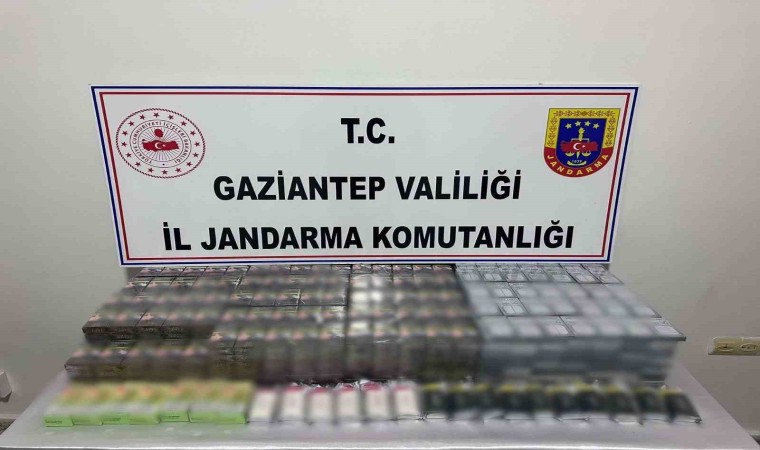 T.C.
GAZİANTEP VALİLİĞİ
İL JANDARMA KOMUTANLIĞI
JANDARMA